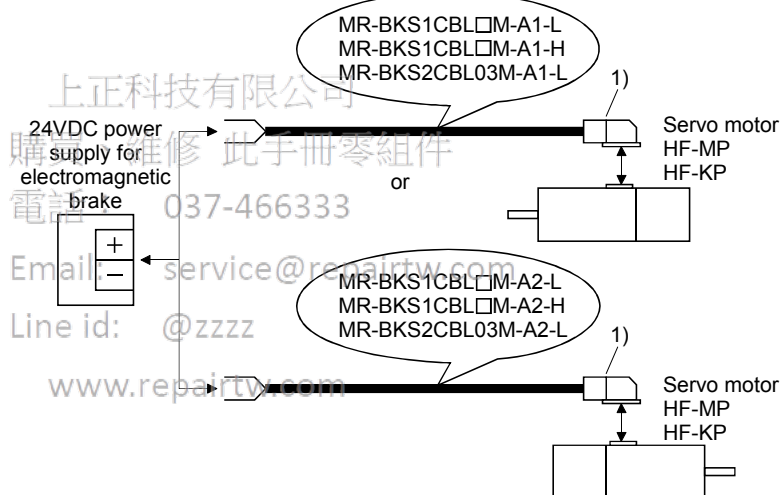 MR-BKS1CBL□M-A1-L
MR-BKS1CBL□M-A1-H
MR-BKS2CBL03M-A1-L
1)
上正科技有限公司
24VDC power
supply for
electromagnetic
brake
購買、維修 此手冊零組件
Servo motor
HF-MP
HF-KP
or
電話: 037-466333
+
−
Email: service@repairtw.com
MR-BKS1CBL□M-A2-L
MR-BKS1CBL□M-A2-H
MR-BKS2CBL03M-A2-L
Line id: @zzzz
1)
www.repairtw.com
Servo motor
HF-MP
HF-KP